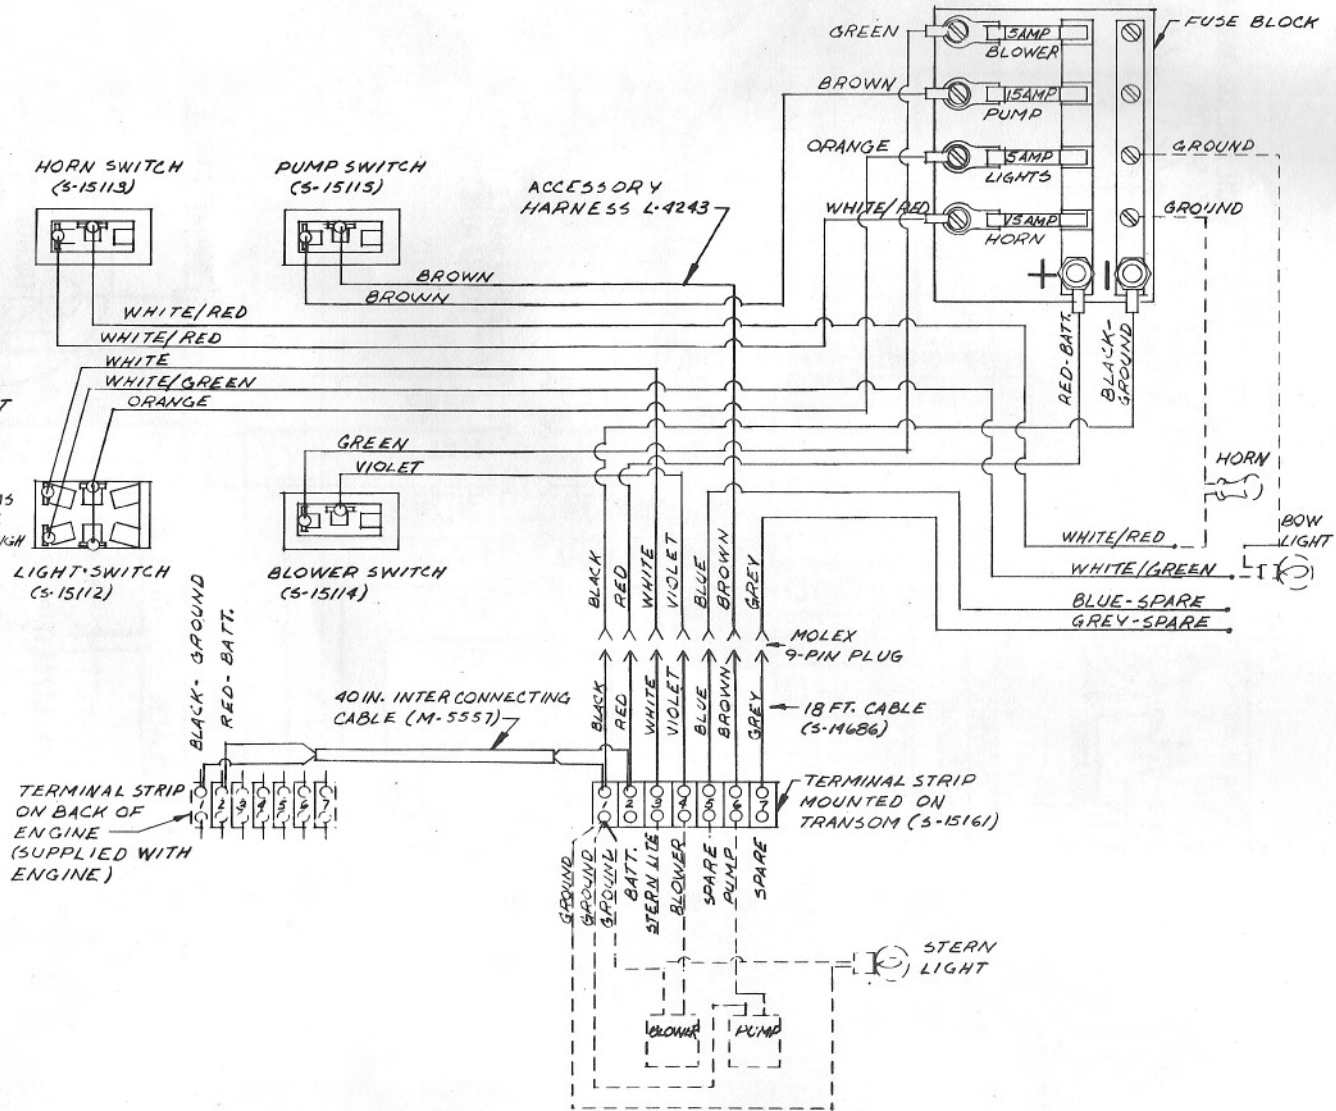 GREEN
5AMP
BLOWER
FUSE BLOCK
BROWN
15AMP
PUMP
ORANGE
5AMP
LIGHTS
GROUND
WHITE/RED
15AMP
HORN
GROUND
+
RED-BATT.
BLACK-
GROUND
HORN SWITCH
(S-15113)
PUMP SWITCH
(S-15115)
ACCESSORY
HARNESS L-4243
BROWN
BROWN
WHITE/RED
WHITE/RED
WHITE
WHITE/GREEN
ORANGE
GREEN
VIOLET
LIGHT SWITCH
(S-15112)
BLOWER SWITCH
(S-15114)
HORN
BOW
LIGHT
WHITE/RED
WHITE/GREEN
BLUE-SPARE
GREY-SPARE
BLACK
RED
WHITE
VIOLET
BLUE
BROWN
GREY
MOLEX
9-PIN PLUG
BLACK
RED
WHITE
VIOLET
BLUE
BROWN
GREY
18 FT. CABLE
(S-14686)
BLACK-GROUND
RED-BATT.
40 IN. INTERCONNECTING
CABLE (M-5557)
TERMINAL STRIP
ON BACK OF
ENGINE
(SUPPLIED WITH
ENGINE)
1 2 3 4 5 6 7
1 2 3 4 5 6 7
TERMINAL STRIP
MOUNTED ON
TRANSOM (S-15161)
GROUND
GROUND
GROUND
BATT.
STERN LITE
BLOWER
SPARE
PUMP
SPARE
STERN
LIGHT
BLOWER
PUMP